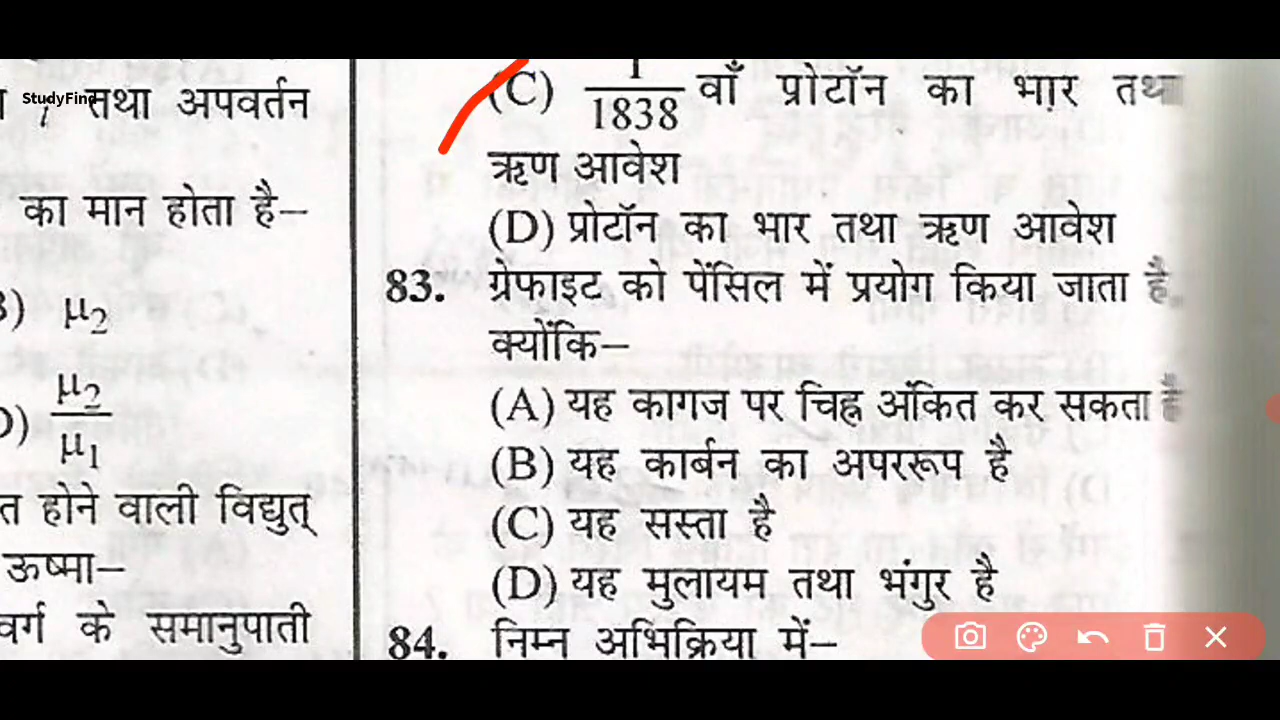 StudyFind
तथा अपवर्तन
का मान होता है–
μ₂
μ₂
μ₁
होने वाली विद्युत्
ऊष्मा–
वर्ग के समानुपाती
(C) 1/1838 वाँ प्रोटॉन का भार तथा
ऋण आवेश
(D) प्रोटॉन का भार तथा ऋण आवेश
83. ग्रेफाइट को पेंसिल में प्रयोग किया जाता है.
क्योंकि–
(A) यह कागज पर चिह्न अंकित कर सकता है
(B) यह कार्बन का अपररूप है
(C) यह सस्ता है
(D) यह मुलायम तथा भंगुर है
84. निम्न अभिक्रिया में–